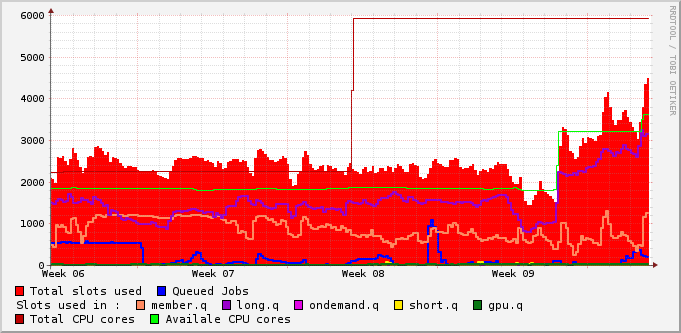 6000
5000
4000
3000
2000
1000
0
Week 06 Week 07 Week 08 Week 09
Total slots used Queued Jobs
Slots used in : member.q long.q ondemand.q short.q gpu.q
Total CPU cores Availale CPU cores
RRDTOOL / TOBI OETIKER